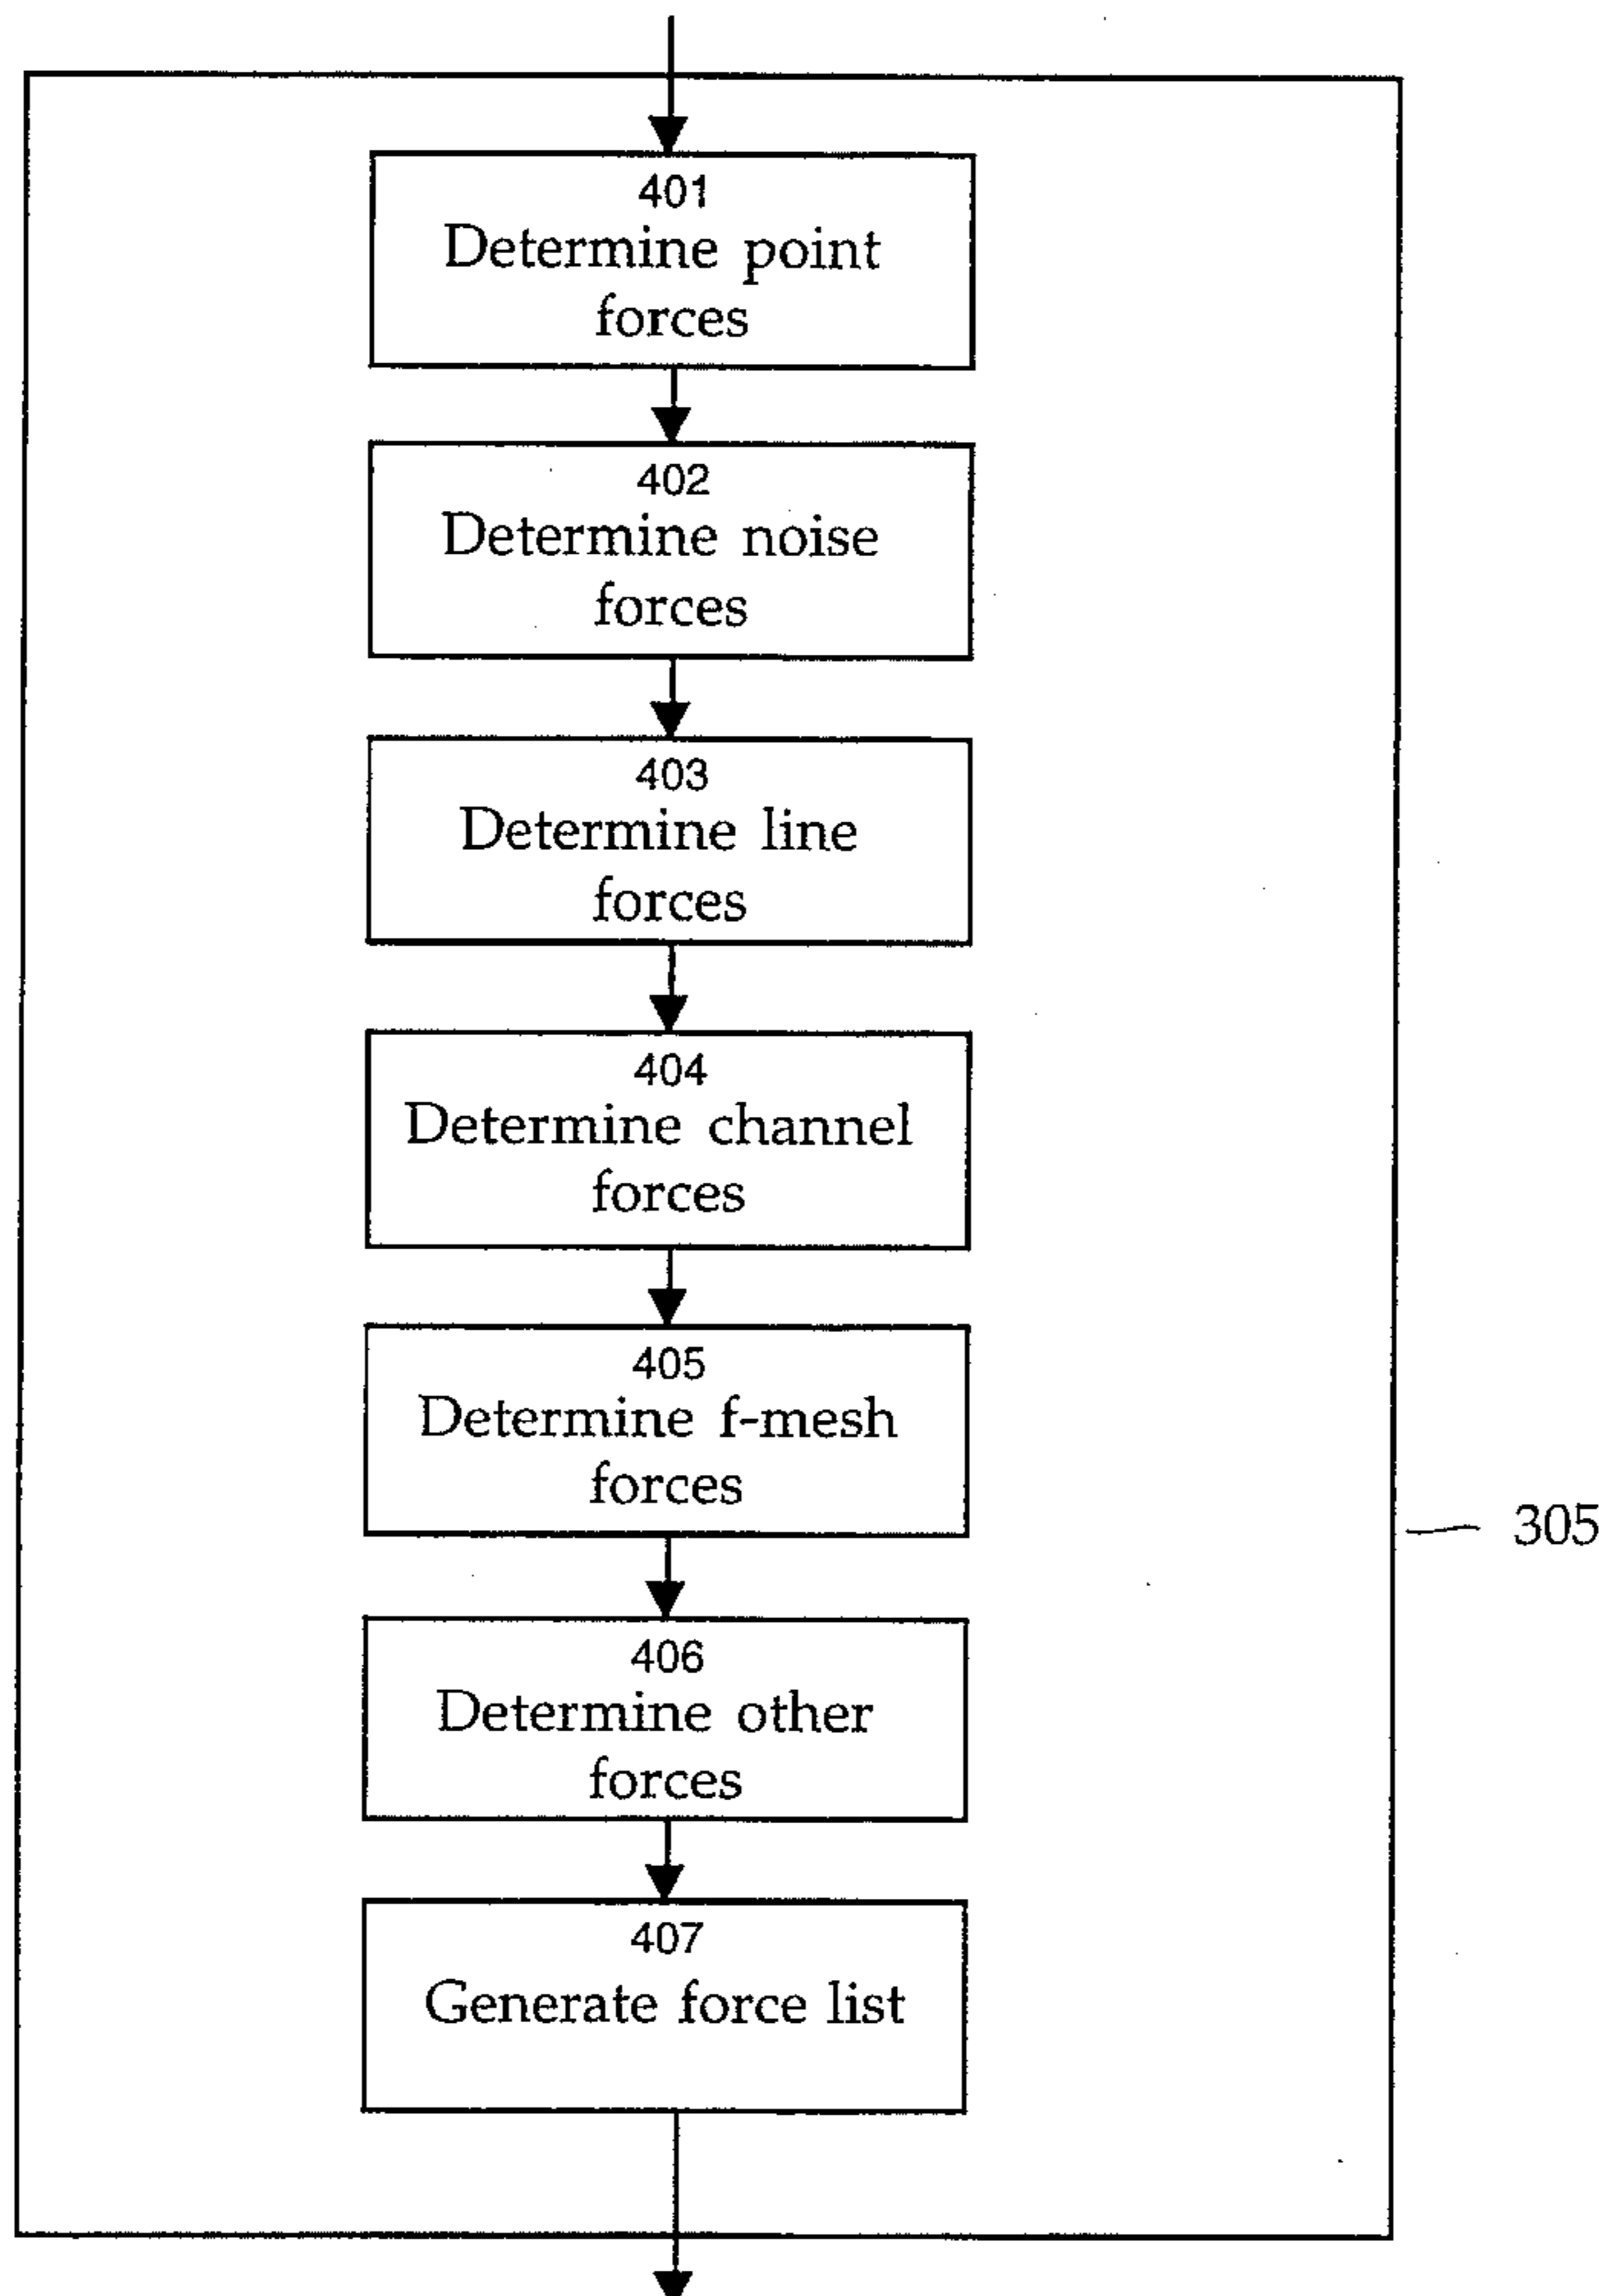 401
Determine point
forces
402
Determine noise
forces
403
Determine line
forces
404
Determine channel
forces
405
Determine f-mesh
forces
305
406
Determine other
forces
407
Generate force list